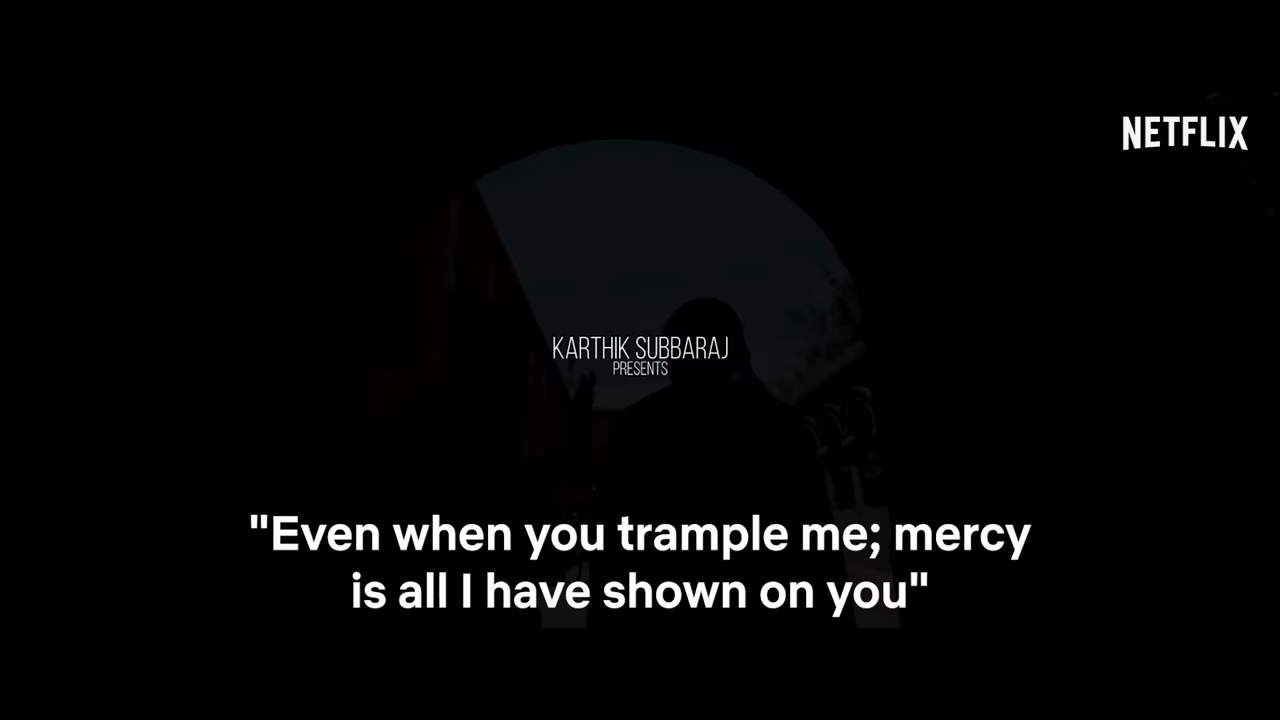 NETFLIX
KARTHIK SUBBARAJ
PRESENTS
"Even when you trample me; mercy
is all I have shown on you"